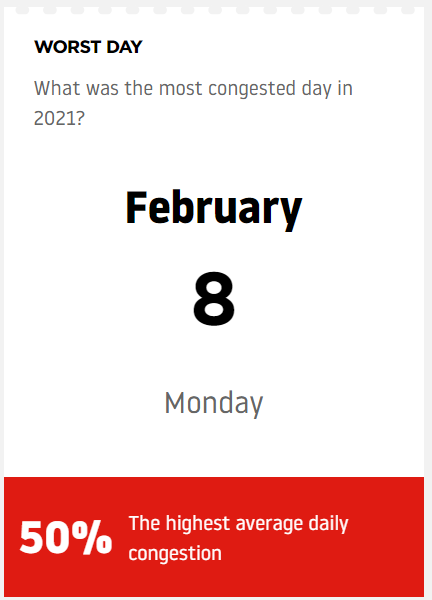 WORST DAY
What was the most congested day in
2021?
February
8
Monday
50%
The highest average daily
congestion